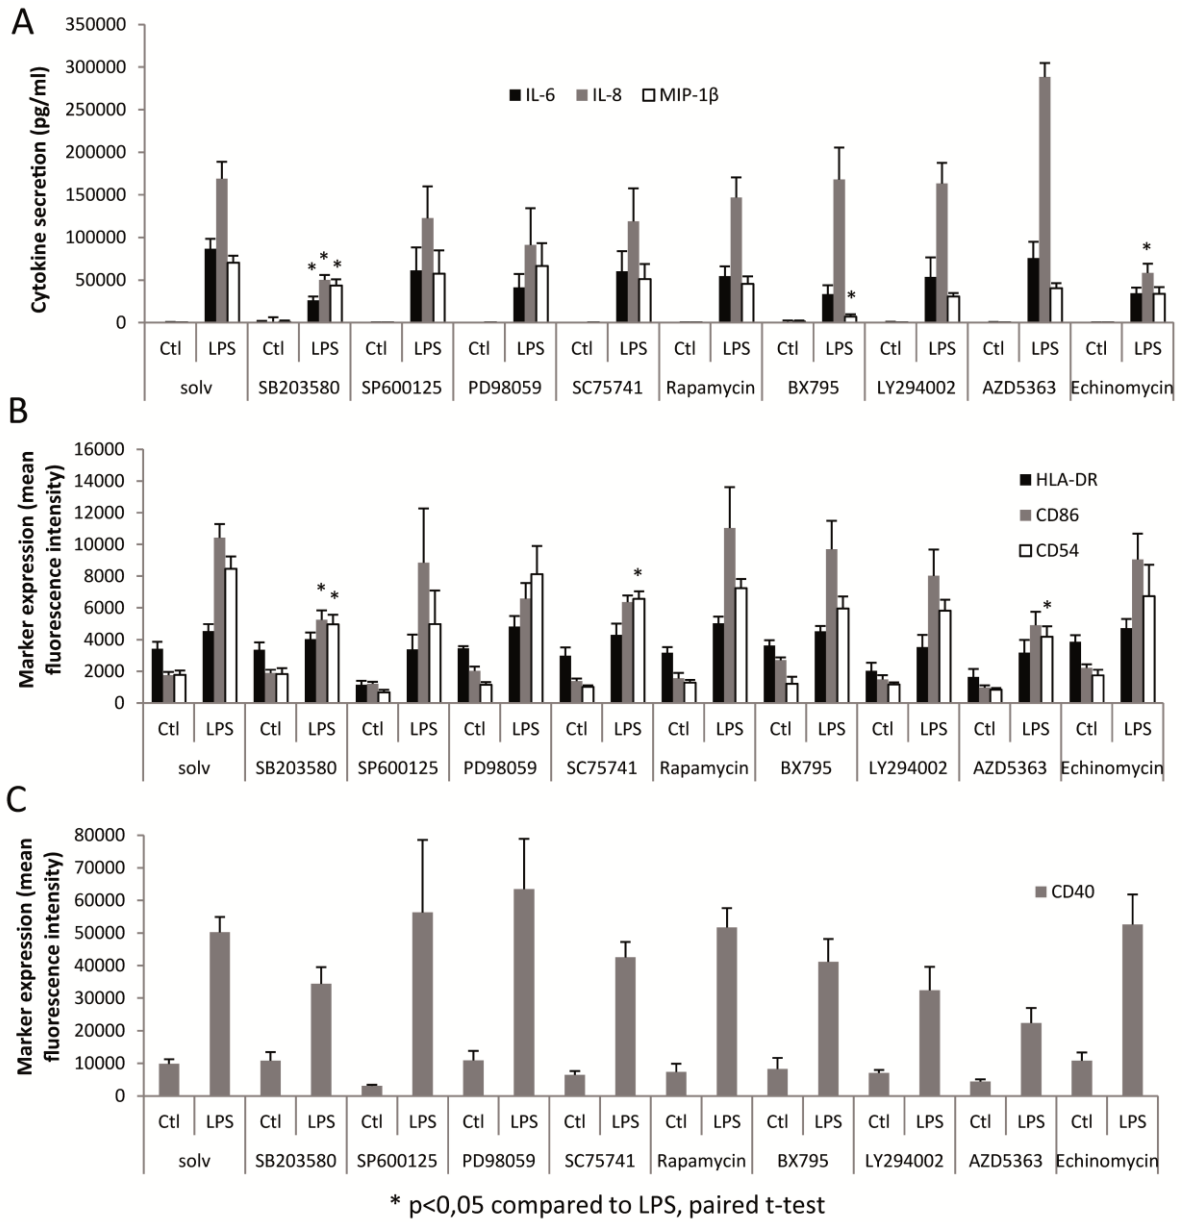 A
Cytokine secretion (pg/ml)
350000
300000
250000
200000
150000
100000
50000
0
IL-6 IL-8 MIP-1β
* * * * *
Ctl LPS Ctl LPS Ctl LPS Ctl LPS Ctl LPS Ctl LPS Ctl LPS Ctl LPS Ctl LPS Ctl LPS
solv SB203580 SP600125 PD98059 SC75741 Rapamycin BX795 LY294002 AZD5363 Echinomycin
B
Marker expression (mean
fluorescence intensity)
16000
14000
12000
10000
8000
6000
4000
2000
0
HLA-DR
CD86
CD54
* * * *
Ctl LPS Ctl LPS Ctl LPS Ctl LPS Ctl LPS Ctl LPS Ctl LPS Ctl LPS Ctl LPS Ctl LPS
solv SB203580 SP600125 PD98059 SC75741 Rapamycin BX795 LY294002 AZD5363 Echinomycin
C
Marker expression (mean
fluorescence intensity)
80000
70000
60000
50000
40000
30000
20000
10000
0
CD40
Ctl LPS Ctl LPS Ctl LPS Ctl LPS Ctl LPS Ctl LPS Ctl LPS Ctl LPS Ctl LPS Ctl LPS
solv SB203580 SP600125 PD98059 SC75741 Rapamycin BX795 LY294002 AZD5363 Echinomycin
* p<0,05 compared to LPS, paired t-test